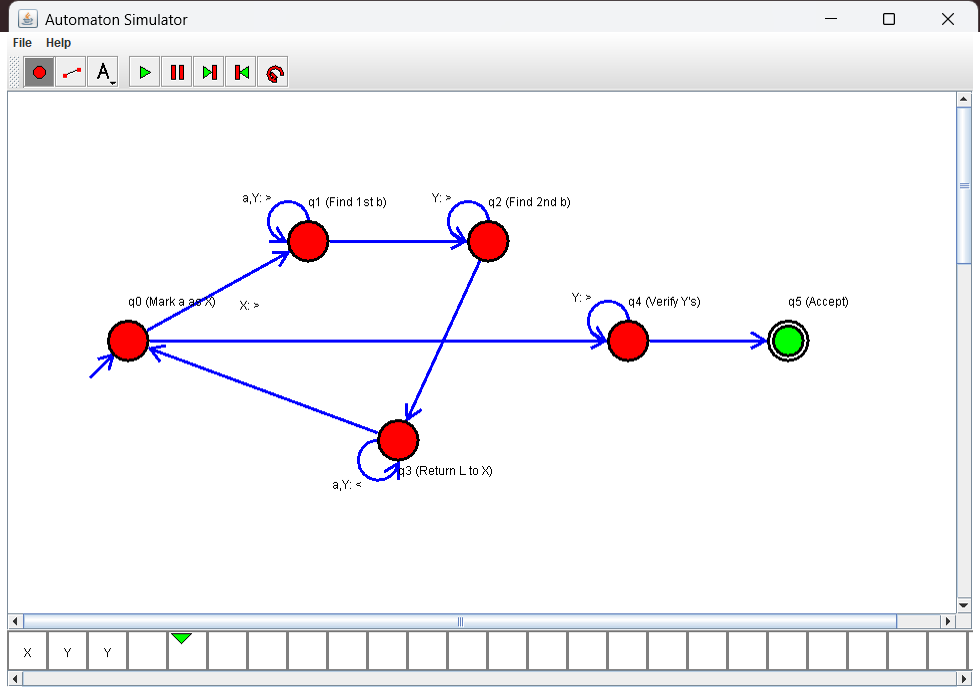 Automaton Simulator
File Help
A
a,Y: >
q1 (Find 1st b)
Y: >
q2 (Find 2nd b)
q0 (Mark a as X)
X: >
Y: >
q4 (Verify Y's)
q5 (Accept)
q3 (Return L to X)
a,Y: <
X Y Y